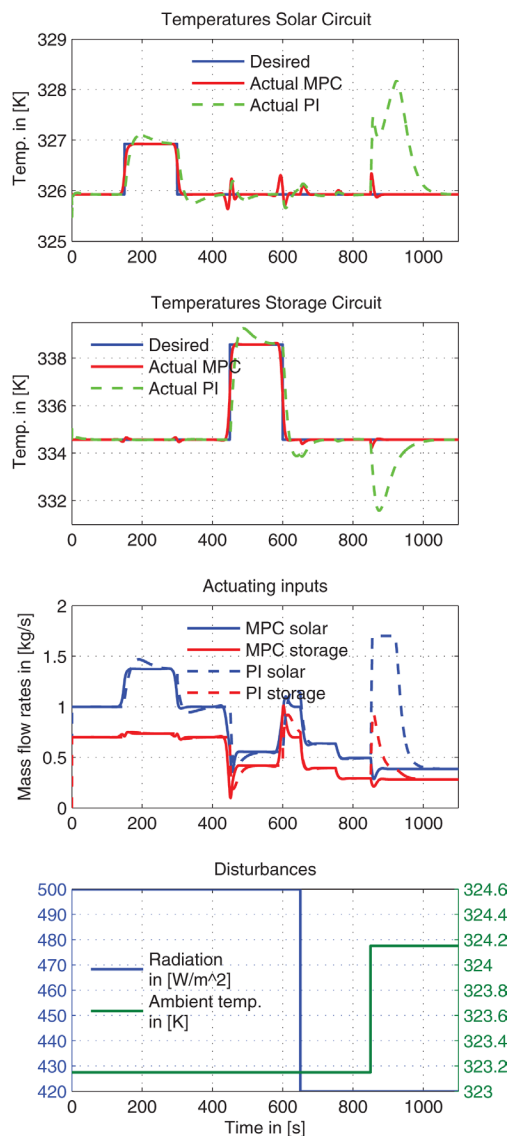 Temperatures Solar Circuit
329
328
327
326
325
Temp. in [K]
Desired
Actual MPC
Actual PI
0 200 400 600 800 1000
Temperatures Storage Circuit
338
336
334
332
Temp. in [K]
Desired
Actual MPC
Actual PI
0 200 400 600 800 1000
Actuating inputs
2
1.5
1
0.5
0
Mass flow rates in [kg/s]
MPC solar
MPC storage
PI solar
PI storage
0 200 400 600 800 1000
Disturbances
500
490
480
470
460
450
440
430
420
Radiation
in [W/m^2]
Ambient temp.
in [K]
324.6
324.4
324.2
324
323.8
323.6
323.4
323.2
323
0 200 400 600 800 1000
Time in [s]